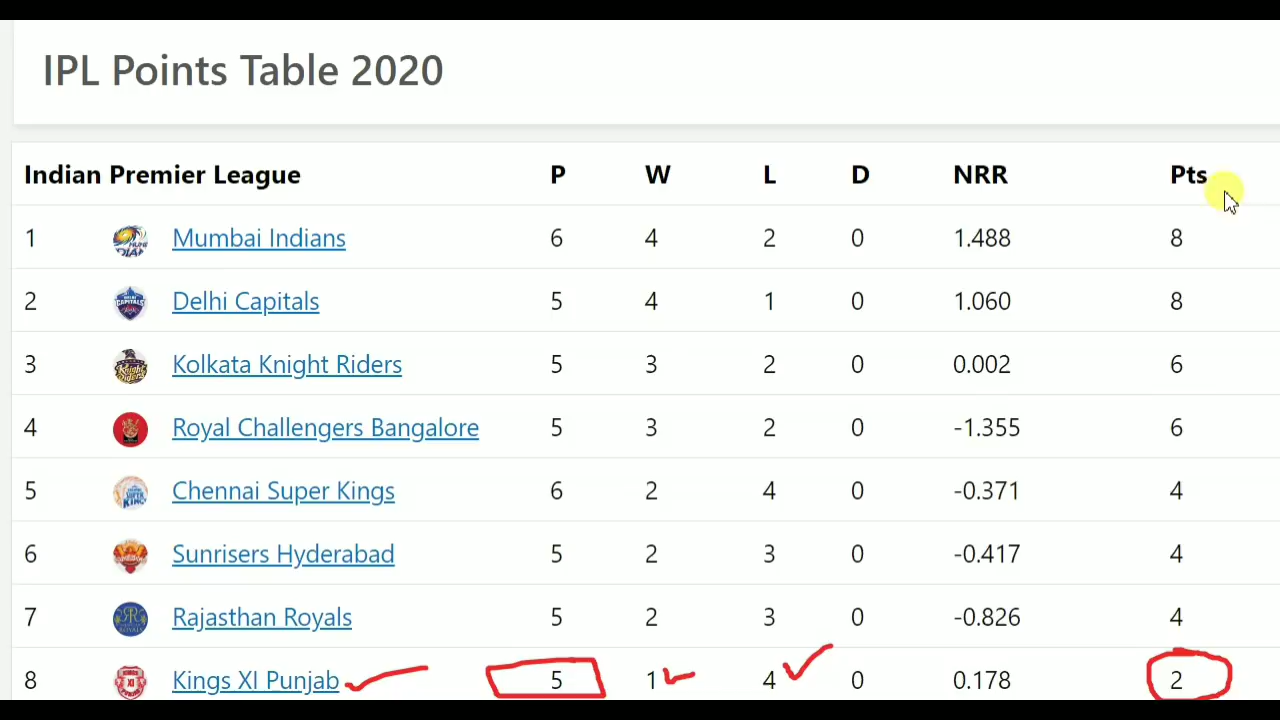 IPL Points Table 2020
Indian Premier League P W L D NRR Pts
1 Mumbai Indians 6 4 2 0 1.488 8
2 Delhi Capitals 5 4 1 0 1.060 8
3 Kolkata Knight Riders 5 3 2 0 0.002 6
4 Royal Challengers Bangalore 5 3 2 0 -1.355 6
5 Chennai Super Kings 6 2 4 0 -0.371 4
6 Sunrisers Hyderabad 5 2 3 0 -0.417 4
7 Rajasthan Royals 5 2 3 0 -0.826 4
8 Kings XI Punjab 5 1 4 0 0.178 2